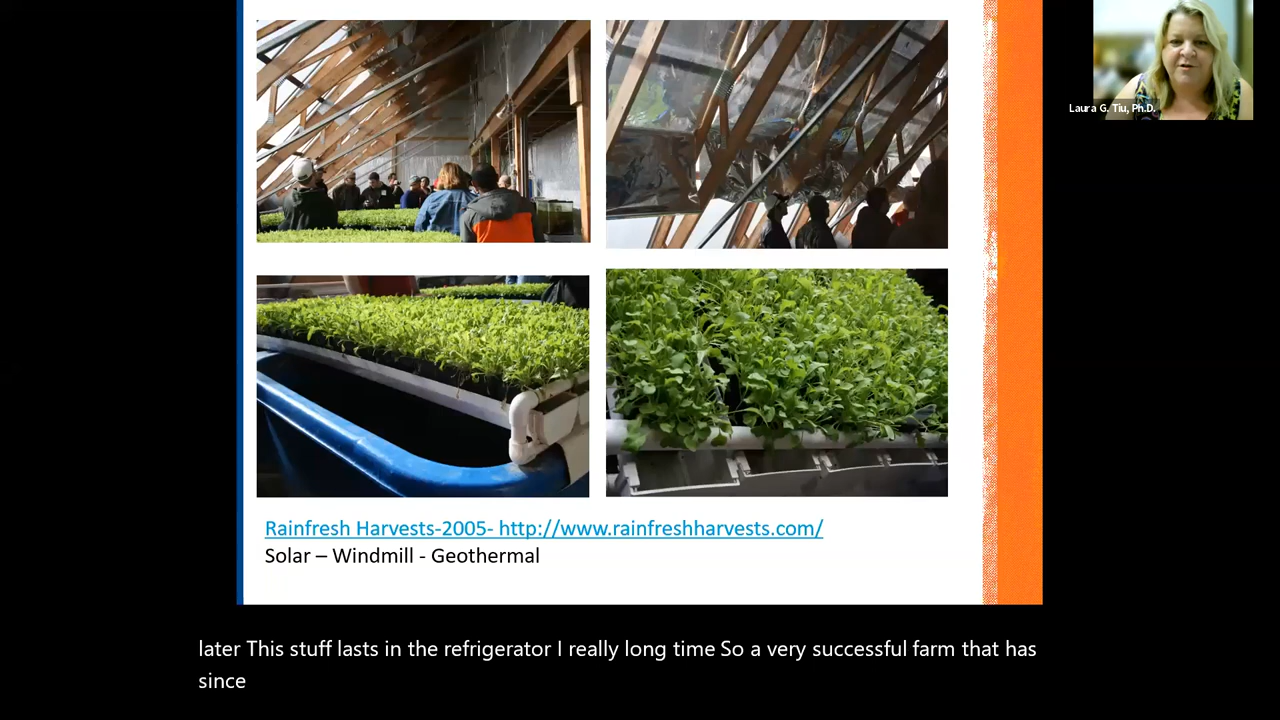 Laura G. Tiu, Ph.D.
Rainfresh Harvests-2005- http://www.rainfreshharvests.com/
Solar – Windmill - Geothermal
later This stuff lasts in the refrigerator I really long time So a very successful farm that has
since